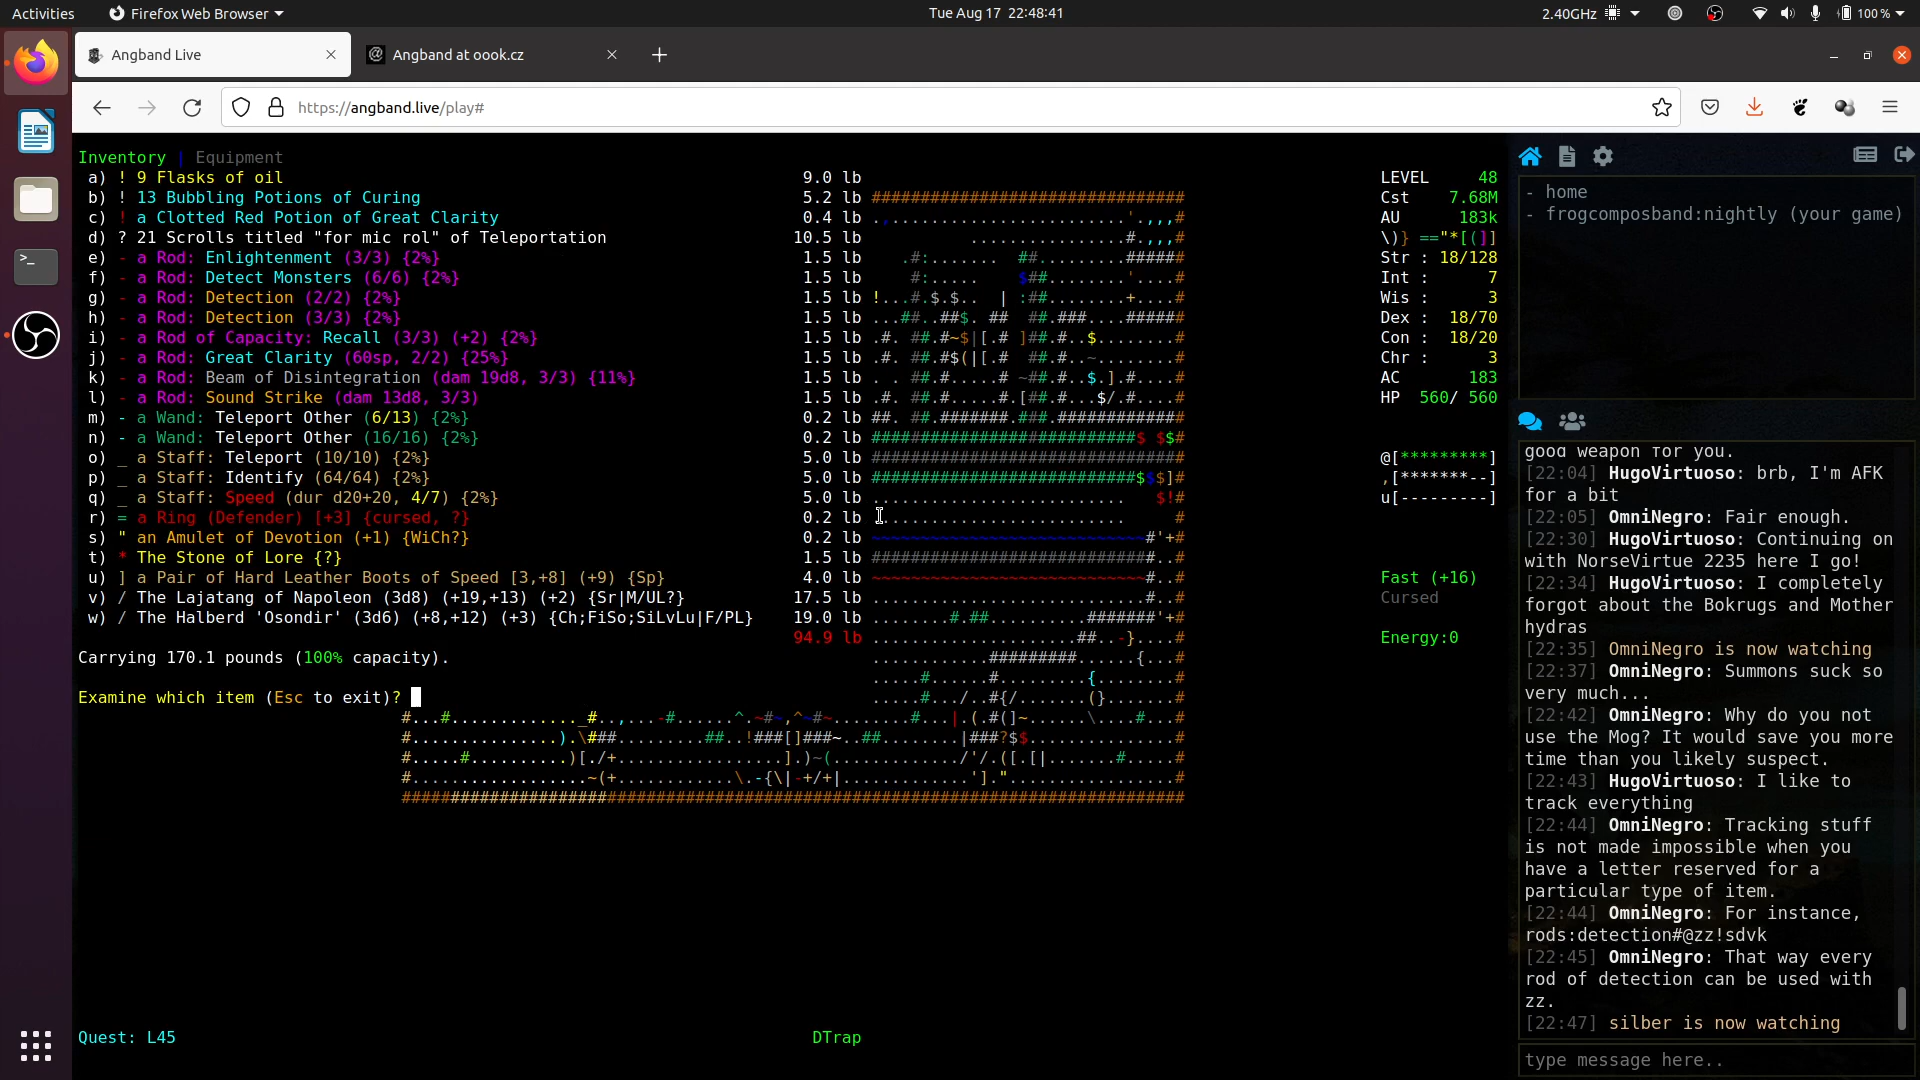 Activities
Firefox Web Browser
Tue Aug 17 22:48:41
2.40GHz
100 %
Angband Live
Angband at oook.cz
https://angband.live/play#
Inventory | Equipment
a) ! 9 Flasks of oil 9.0 lb
b) ! 13 Bubbling Potions of Curing 5.2 lb
c) ! a Clotted Red Potion of Great Clarity 0.4 lb
d) ? 21 Scrolls titled "for mic rol" of Teleportation 10.5 lb
e) - a Rod: Enlightenment (3/3) {2%} 1.5 lb
f) - a Rod: Detect Monsters (6/6) {2%} 1.5 lb
g) - a Rod: Detection (2/2) {2%} 1.5 lb
h) - a Rod: Detection (3/3) {2%} 1.5 lb
i) - a Rod of Capacity: Recall (3/3) (+2) {2%} 1.5 lb
j) - a Rod: Great Clarity (60sp, 2/2) {25%} 1.5 lb
k) - a Rod: Beam of Disintegration (dam 19d8, 3/3) {11%} 1.5 lb
l) - a Rod: Sound Strike (dam 13d8, 3/3) 1.5 lb
m) - a Wand: Teleport Other (6/13) {2%} 0.2 lb
n) - a Wand: Teleport Other (16/16) {2%} 0.2 lb
o) _ a Staff: Teleport (10/10) {2%} 5.0 lb
p) _ a Staff: Identify (64/64) {2%} 5.0 lb
q) _ a Staff: Speed (dur d20+20, 4/7) {2%} 5.0 lb
r) = a Ring (Defender) [+3] {cursed, ?} 0.2 lb
s) " an Amulet of Devotion (+1) {WiCh?} 0.2 lb
t) * The Stone of Lore {?} 1.5 lb
u) ] a Pair of Hard Leather Boots of Speed [3,+8] (+9) {Sp} 4.0 lb
v) / The Lajatang of Napoleon (3d8) (+19,+13) (+2) {Sr|M/UL?} 17.5 lb
w) / The Halberd 'Osondir' (3d6) (+8,+12) (+3) {Ch;FiSo;SiLvLu|F/PL} 19.0 lb
94.9 lb
Carrying 170.1 pounds (100% capacity).
Examine which item (Esc to exit)?
LEVEL 48
Cst 7.68M
AU 183k
\)} =="*[(]]
Str : 18/128
Int : 7
Wis : 3
Dex : 18/70
Con : 18/20
Chr : 3
AC 183
HP 560/ 560
@[*********]
,[*******--]
u[---------]
Fast (+16)
Cursed
Energy:0
Quest: L45
DTrap
- home
- frogcomposband:nightly (your game)
good weapon for you.
[22:04] HugoVirtuoso: brb, I'm AFK
for a bit
[22:05] OmniNegro: Fair enough.
[22:30] HugoVirtuoso: Continuing on
with NorseVirtue 2235 here I go!
[22:34] HugoVirtuoso: I completely
forgot about the Bokrugs and Mother
hydras
[22:35] OmniNegro is now watching
[22:37] OmniNegro: Summons suck so
very much...
[22:42] OmniNegro: Why do you not
use the Mog? It would save you more
time than you likely suspect.
[22:43] HugoVirtuoso: I like to
track everything
[22:44] OmniNegro: Tracking stuff
is not made impossible when you
have a letter reserved for a
particular type of item.
[22:44] OmniNegro: For instance,
rods:detection#@zz!sdvk
[22:45] OmniNegro: That way every
rod of detection can be used with
zz.
[22:47] silber is now watching
type message here..